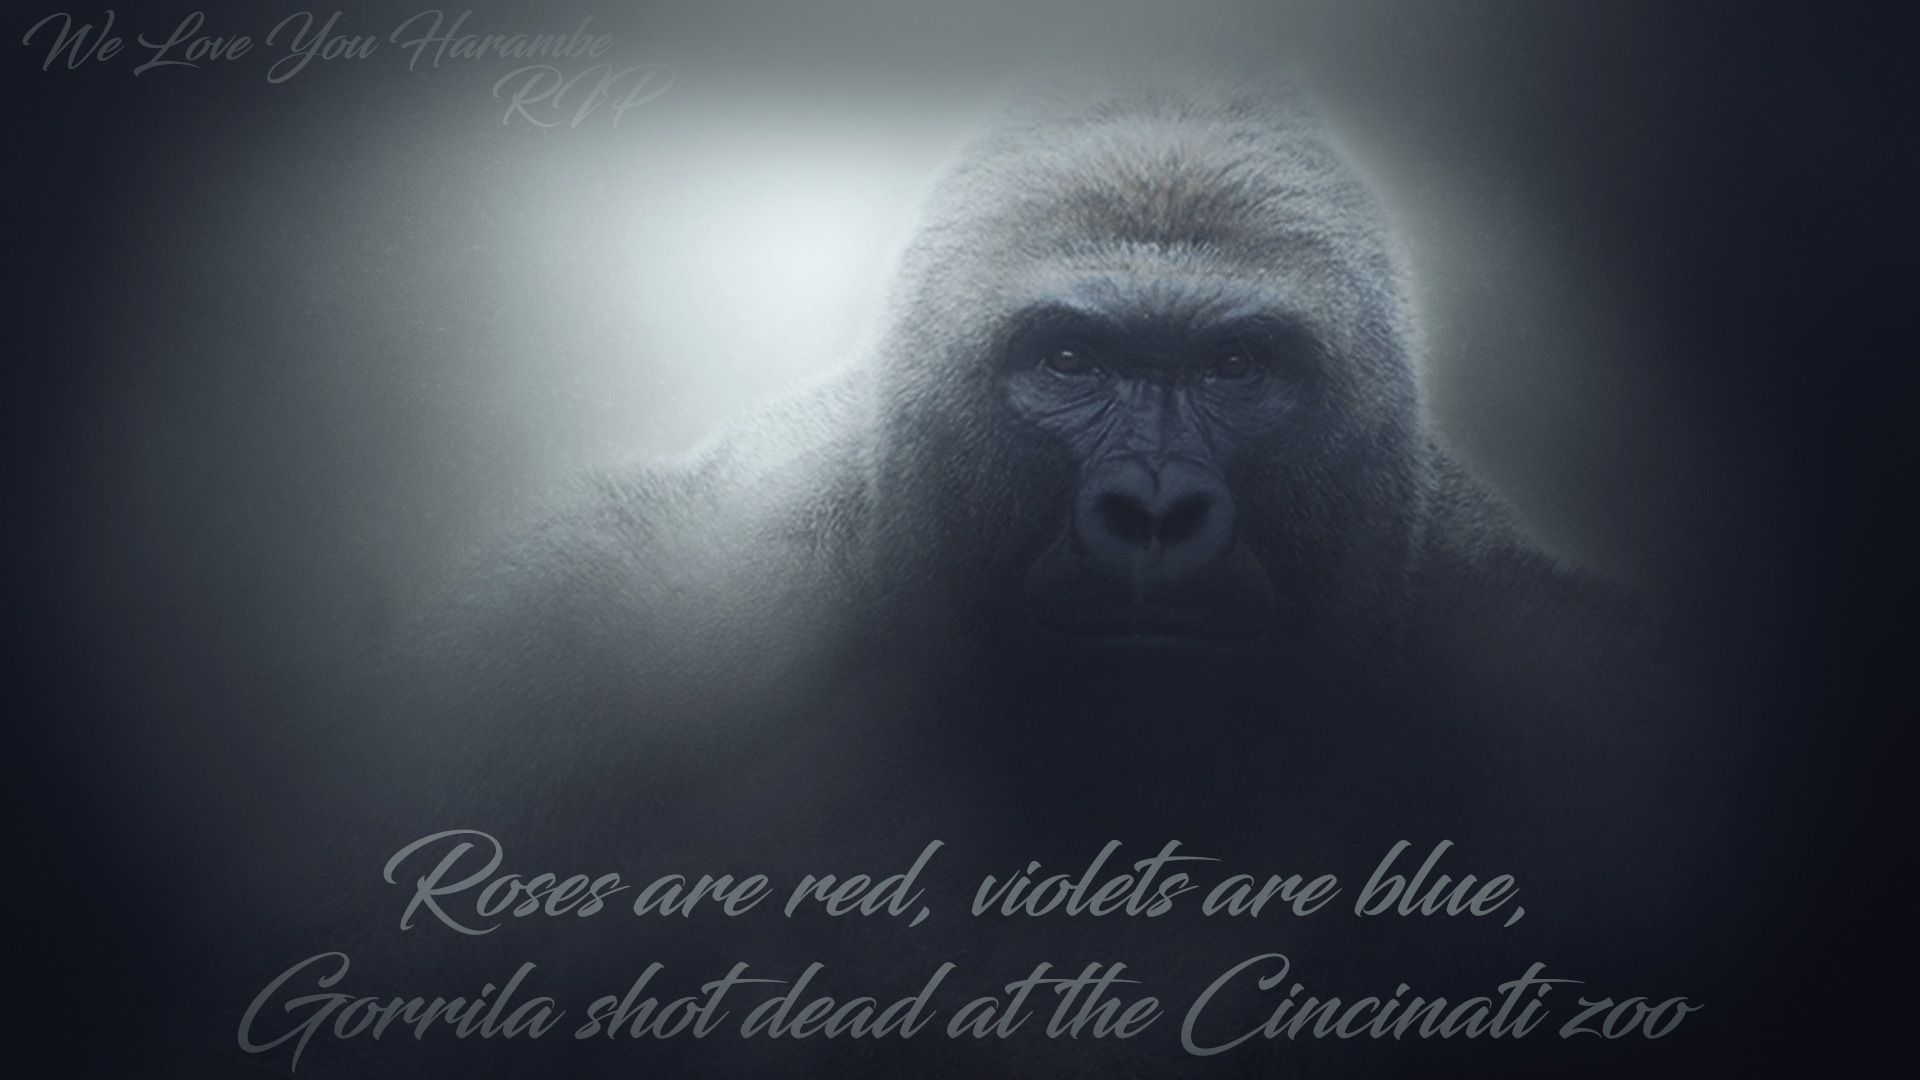 We Love You Harambe
RIP
Roses are red, violets are blue,
Gorrila shot dead at the Cincinati zoo